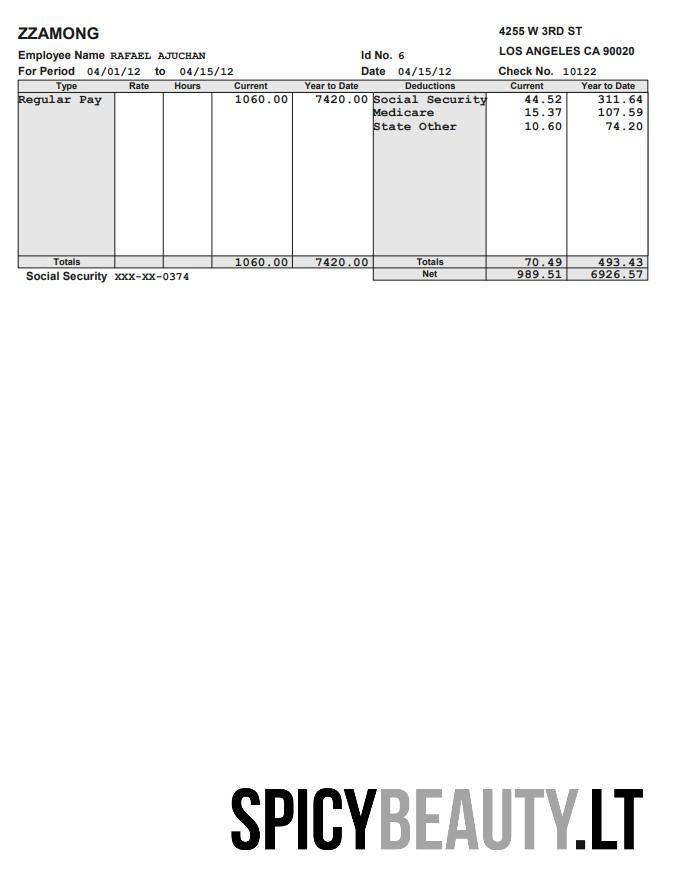 ZZAMONG
4255 W 3RD ST
LOS ANGELES CA 90020
Employee Name RAFAEL AJUCHAN Id No. 6
For Period 04/01/12 to 04/15/12 Date 04/15/12 Check No. 10122
Type Rate Hours Current Year to Date Deductions Current Year to Date
Regular Pay 1060.00 7420.00 Social Security 44.52 311.64
Medicare 15.37 107.59
State Other 10.60 74.20
Totals 1060.00 7420.00 Totals 70.49 493.43
Social Security XXX-XX-0374 Net 989.51 6926.57
SPICYBEAUTY.LT